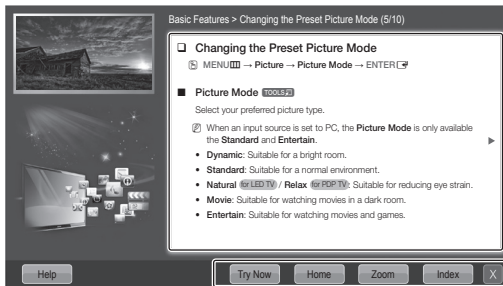 Basic Features > Changing the Preset Picture Mode (5/10)
❑ Changing the Preset Picture Mode
MENU → Picture → Picture Mode → ENTER
■ Picture Mode TOOLS
Select your preferred picture type.
When an input source is set to PC, the Picture Mode is only available
the Standard and Entertain.
• Dynamic: Suitable for a bright room.
• Standard: Suitable for a normal environment.
• Natural for LED TV / Relax for PDP TV: Suitable for reducing eye strain.
• Movie: Suitable for watching movies in a dark room.
• Entertain: Suitable for watching movies and games.
Help Try Now Home Zoom Index X